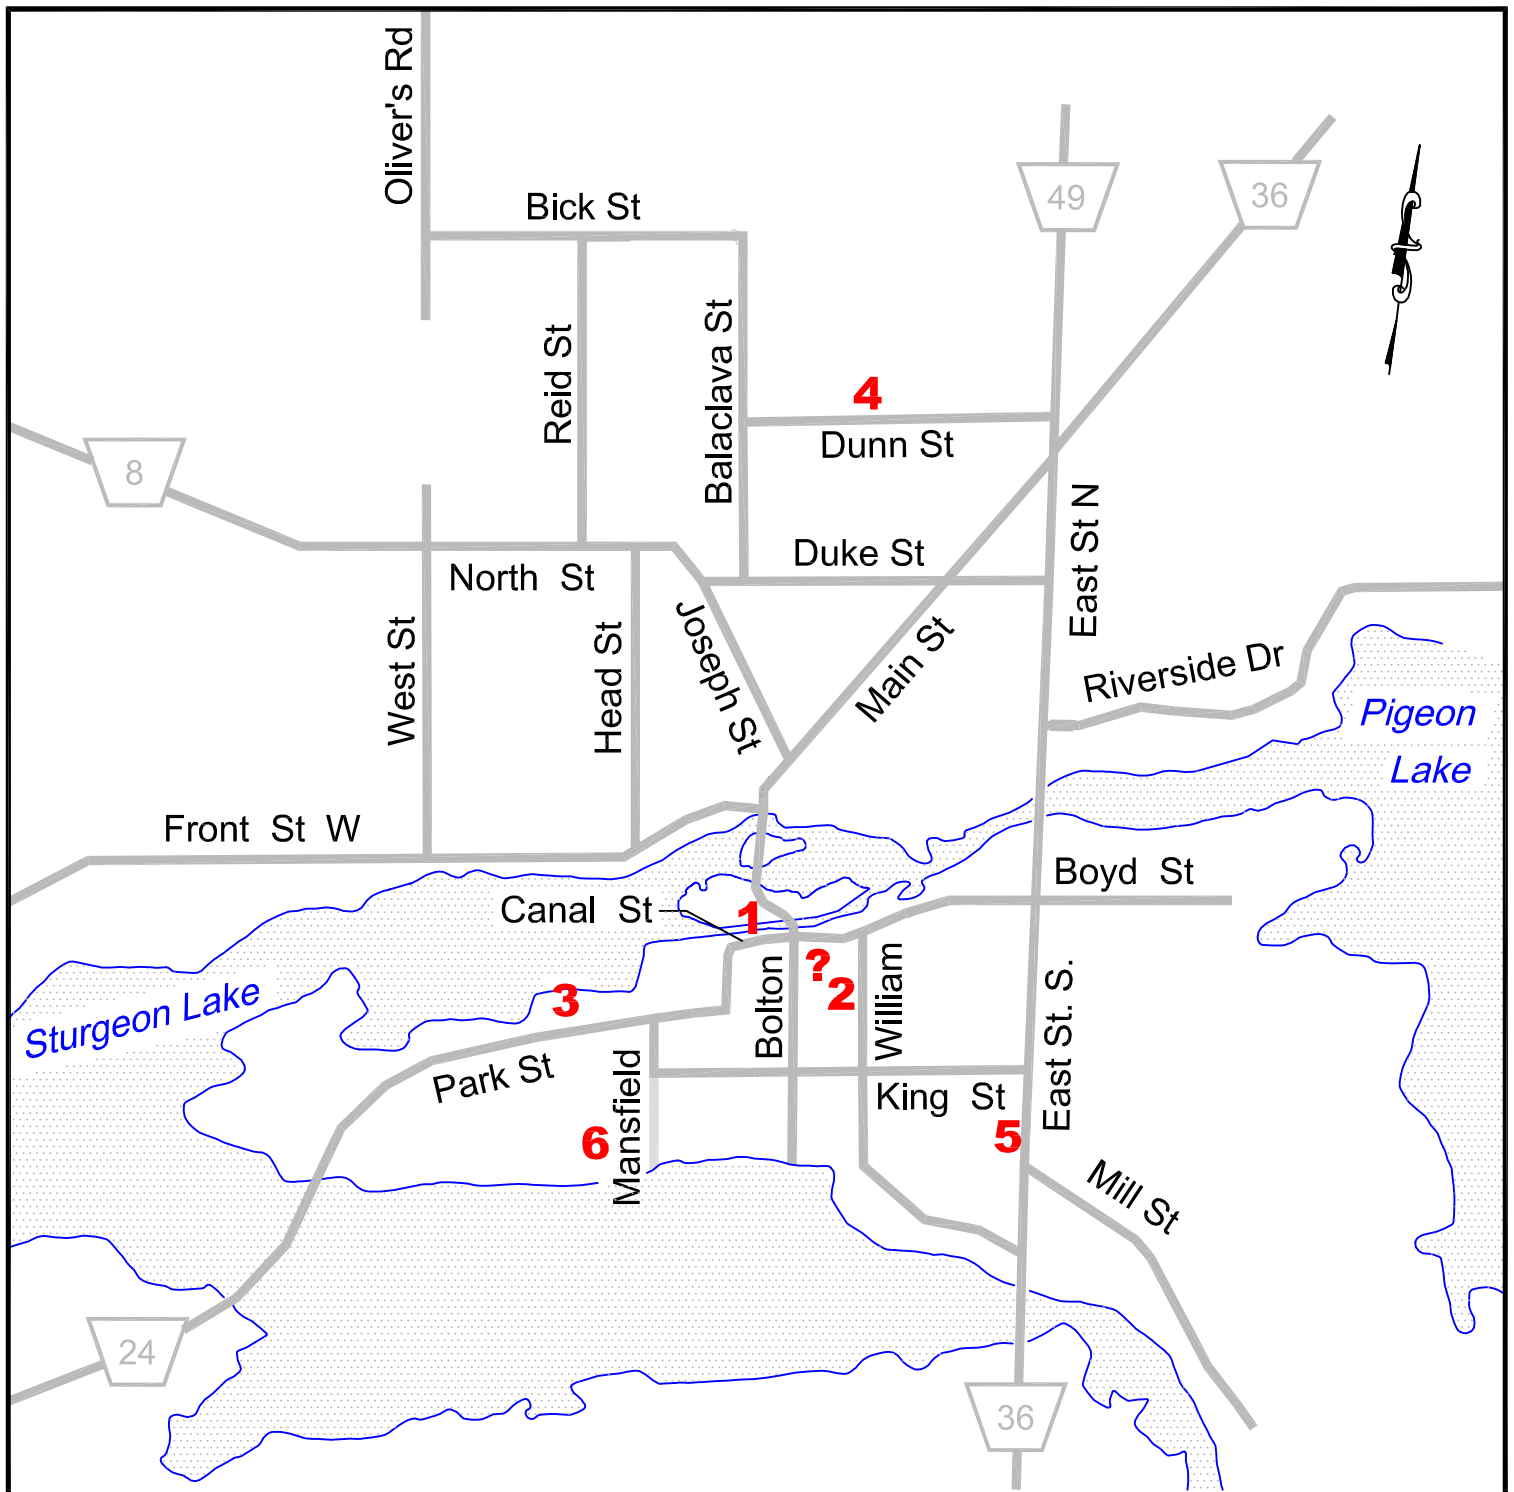 Oliver's Rd
Bick St
49
36
Reid St
Balaclava St
4
Dunn St
8
East St N
Duke St
North St
West St
Head St
Joseph St
Main St
Riverside Dr
Pigeon
Lake
Front St W
Boyd St
Canal St
1
?
2
3
Sturgeon Lake
Bolton
William
East St. S.
Park St
Mansfield
King St
5
6
Mill St
24
36